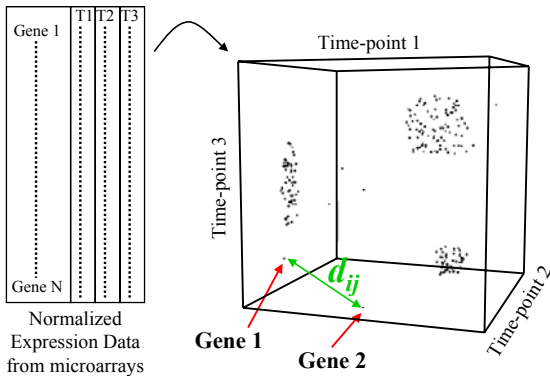 T1 T2 T3
Gene 1
Gene N
Normalized
Expression Data
from microarrays
Time-point 1
Time-point 3
Time-point 2
dij
Gene 1
Gene 2